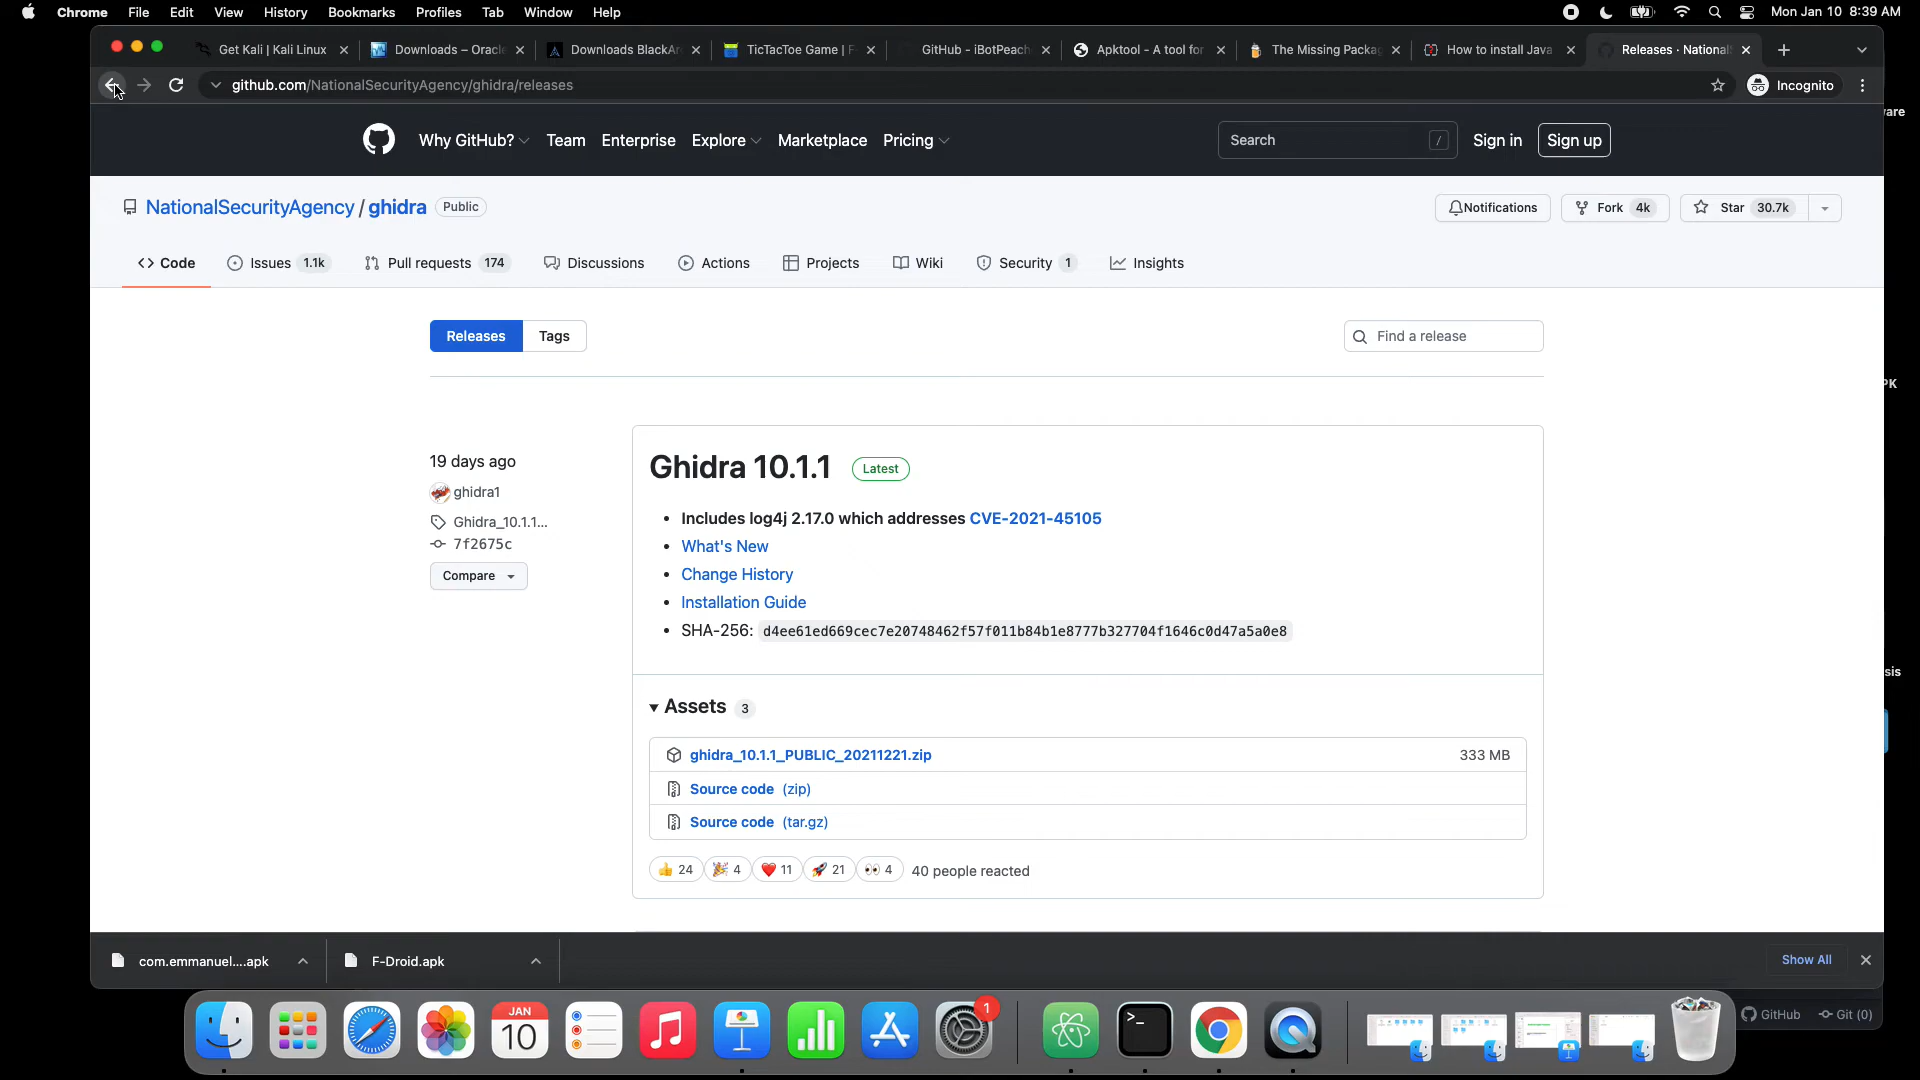 Chrome File Edit View History Bookmarks Profiles Tab Window Help Mon Jan 10 8:39 AM
Get Kali | Kali Linux Downloads – Oracle Downloads BlackAr TicTacToe Game | F- GitHub - iBotPeach Apktool - A tool for The Missing Packa How to install Java Releases · National
github.com/NationalSecurityAgency/ghidra/releases Incognito
are
Why GitHub? Team Enterprise Explore Marketplace Pricing Search / Sign in Sign up
NationalSecurityAgency / ghidra Public Notifications Fork 4k Star 30.7k
Code Issues 1.1k Pull requests 174 Discussions Actions Projects Wiki Security 1 Insights
Releases Tags Find a release
PK
19 days ago
ghidra1
Ghidra_10.1.1...
7f2675c
Compare
Ghidra 10.1.1 Latest
• Includes log4j 2.17.0 which addresses CVE-2021-45105
• What's New
• Change History
• Installation Guide
• SHA-256: d4ee61ed669cec7e20748462f57f011b84b1e8777b327704f1646c0d47a5a0e8
sis
Assets 3
ghidra_10.1.1_PUBLIC_20211221.zip 333 MB
Source code (zip)
Source code (tar.gz)
24 4 11 21 4 40 people reacted
com.emmanuel....apk F-Droid.apk Show All
JAN
10
1
>_
GitHub Git (0)